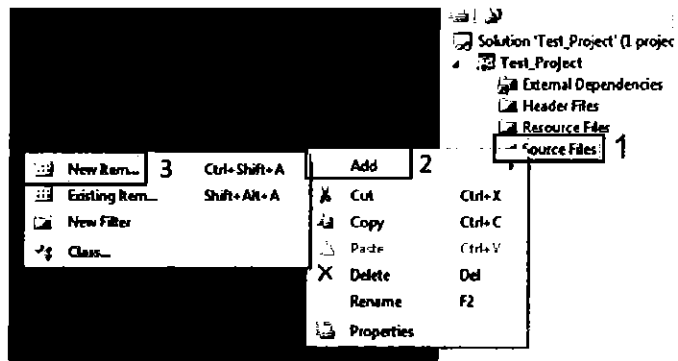 Solution 'Test_Project' (1 projec
Test_Project
External Dependencies
Header Files
Resource Files
Source Files 1
Add 2
Cut Ctrl+X
Copy Ctrl+C
Paste Ctrl+V
Delete Del
Rename F2
Properties
New Item... 3 Ctrl+Shift+A
Existing Item... Shift+Alt+A
New Filter
Class...